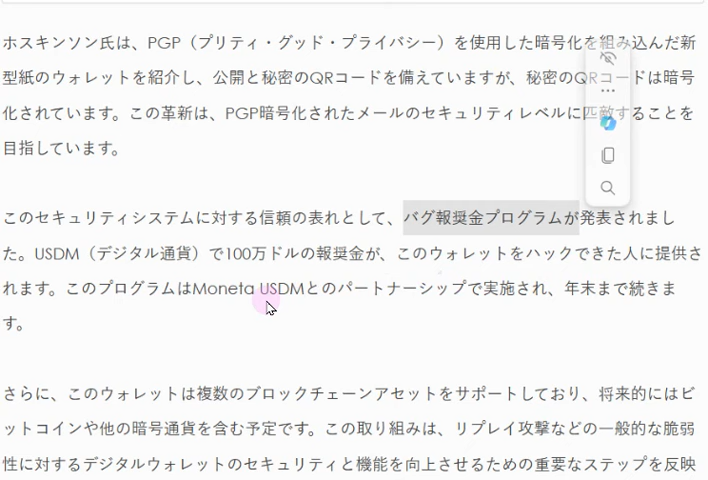 ホスキンソン氏は、PGP（プリティ・グッド・プライバシー）を使用した暗号化を組み込んだ新
型紙のウォレットを紹介し、公開と秘密のQRコードを備えていますが、秘密のQRコードは暗号
化されています。この革新は、PGP暗号化されたメールのセキュリティレベルに匹敵することを
目指しています。
このセキュリティシステムに対する信頼の表れとして、バグ報奨金プログラムが発表されまし
た。USDM（デジタル通貨）で100万ドルの報奨金が、このウォレットをハックできた人に提供さ
れます。このプログラムはMoneta USDMとのパートナーシップで実施され、年末まで続きま
す。
さらに、このウォレットは複数のブロックチェーンアセットをサポートしており、将来的にはビ
ットコインや他の暗号通貨を含む予定です。この取り組みは、リプレイ攻撃などの一般的な脆弱
性に対するデジタルウォレットのセキュリティと機能を向上させるための重要なステップを反映